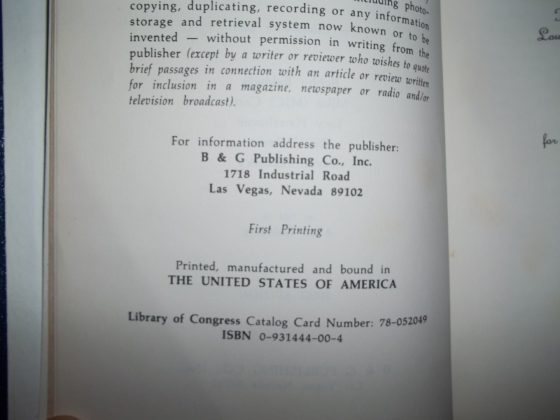 including photo-
copying, duplicating, recording or any information
storage and retrieval system now known or to be
invented — without permission in writing from the
publisher (except by a writer or reviewer who wishes to quote
brief passages in connection with an article or review written
for inclusion in a magazine, newspaper or radio and/or
television broadcast).
For information address the publisher:
B & G Publishing Co., Inc.
1718 Industrial Road
Las Vegas, Nevada 89102
First Printing
Printed, manufactured and bound in
THE UNITED STATES OF AMERICA
Library of Congress Catalog Card Number: 78-052049
ISBN 0-931444-00-4
for